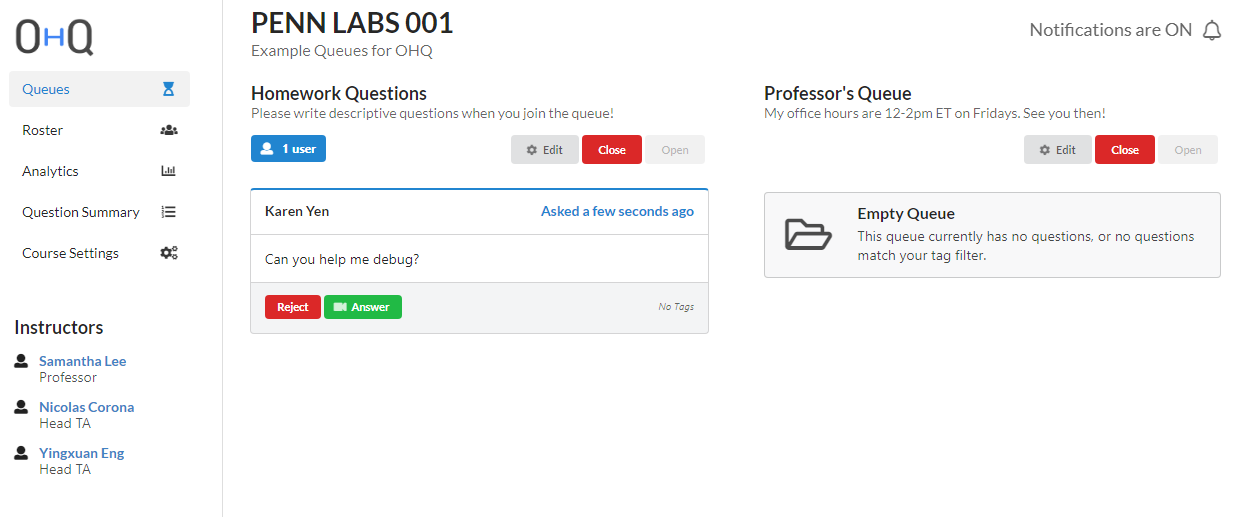 OHQ
Queues
Roster
Analytics
Question Summary
Course Settings
Instructors
Samantha Lee
Professor
Nicolas Corona
Head TA
Yingxuan Eng
Head TA
PENN LABS 001
Example Queues for OHQ
Notifications are ON
Homework Questions
Please write descriptive questions when you join the queue!
1 user
Edit
Close
Open
Karen Yen
Asked a few seconds ago
Can you help me debug?
Reject
Answer
No Tags
Professor's Queue
My office hours are 12-2pm ET on Fridays. See you then!
Edit
Close
Open
Empty Queue
This queue currently has no questions, or no questions
match your tag filter.